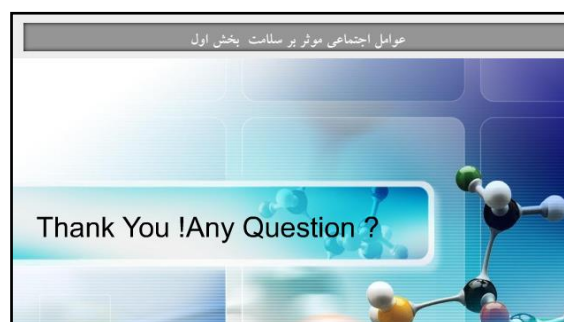 عوامل اجتماعی موثر بر سلامت بخش اول
Thank You !Any Question ?